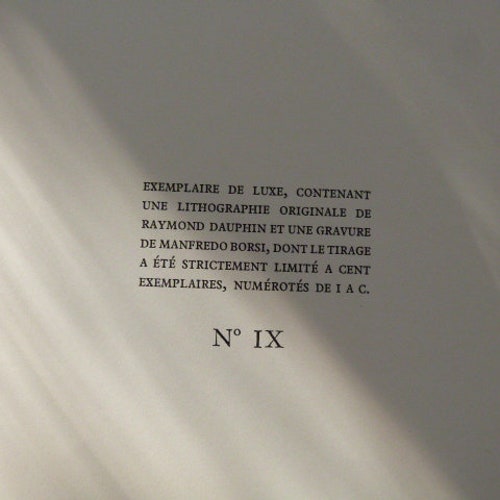 EXEMPLAIRE DE LUXE, CONTENANT
UNE LITHOGRAPHIE ORIGINALE DE
RAYMOND DAUPHIN ET UNE GRAVURE
DE MANFREDO BORSI, DONT LE TIRAGE
A ÉTÉ STRICTEMENT LIMITÉ A CENT
EXEMPLAIRES, NUMÉROTÉS DE I A C.
Nº IX